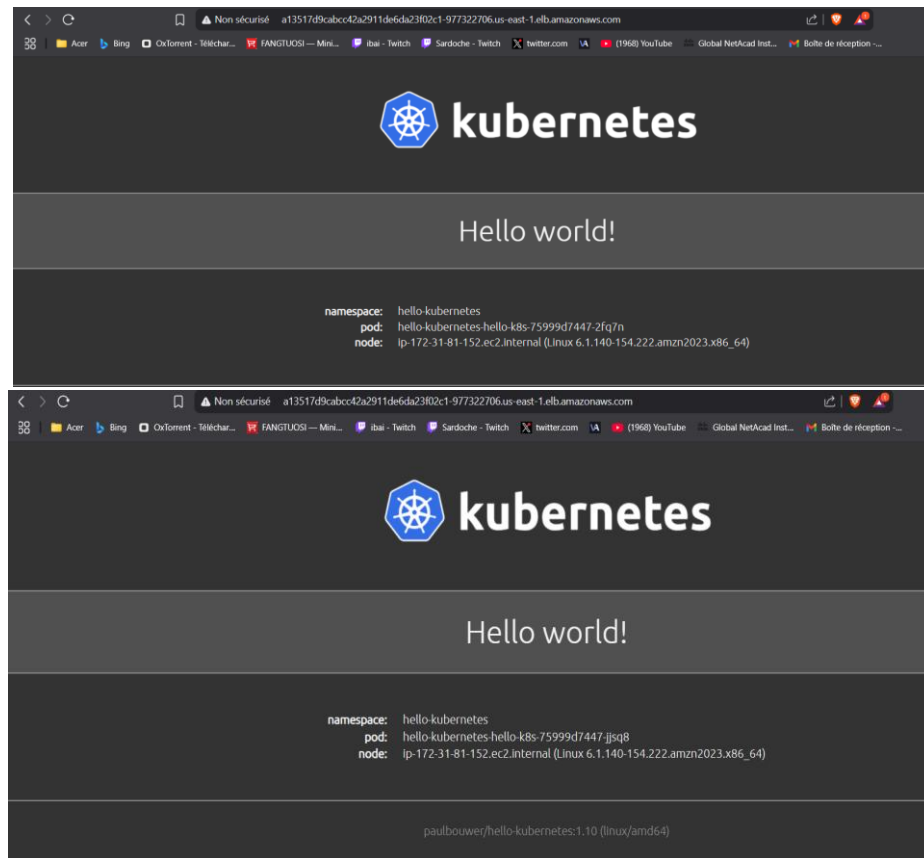 Non sécurisé a13517d9cabcc42a2911de6da23f02c1-977322706.us-east-1.elb.amazonaws.com
Acer Bing OxTorrent - Téléchar... FANGTUOSI — Mini... ibai - Twitch Sardoche - Twitch twitter.com (1968) YouTube Global NetAcad Inst... Boîte de réception -...
kubernetes
Hello world!
namespace: hello-kubernetes
pod: hello-kubernetes-hello-k8s-75999d7447-2fq7n
node: ip-172-31-81-152.ec2.internal (Linux 6.1.140-154.222.amzn2023.x86_64)
Non sécurisé a13517d9cabcc42a2911de6da23f02c1-977322706.us-east-1.elb.amazonaws.com
Acer Bing OxTorrent - Téléchar... FANGTUOSI — Mini... ibai - Twitch Sardoche - Twitch twitter.com (1968) YouTube Global NetAcad Inst... Boîte de réception -...
kubernetes
Hello world!
namespace: hello-kubernetes
pod: hello-kubernetes-hello-k8s-75999d7447-jjsq8
node: ip-172-31-81-152.ec2.internal (Linux 6.1.140-154.222.amzn2023.x86_64)
paulbouwer/hello-kubernetes:1.10 (linux/amd64)